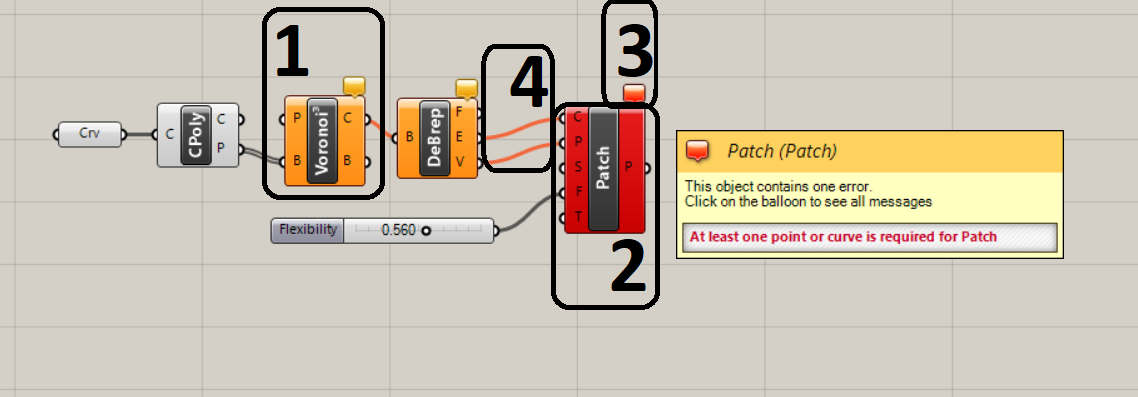 1
4
3
2
Crv
C
CPoly
C
P
P
B
Voronoi³
C
B
B
DeBrep
F
E
V
C
P
S
F
T
Patch
P
Flexibility
0.560
Patch (Patch)
This object contains one error.
Click on the balloon to see all messages
At least one point or curve is required for Patch